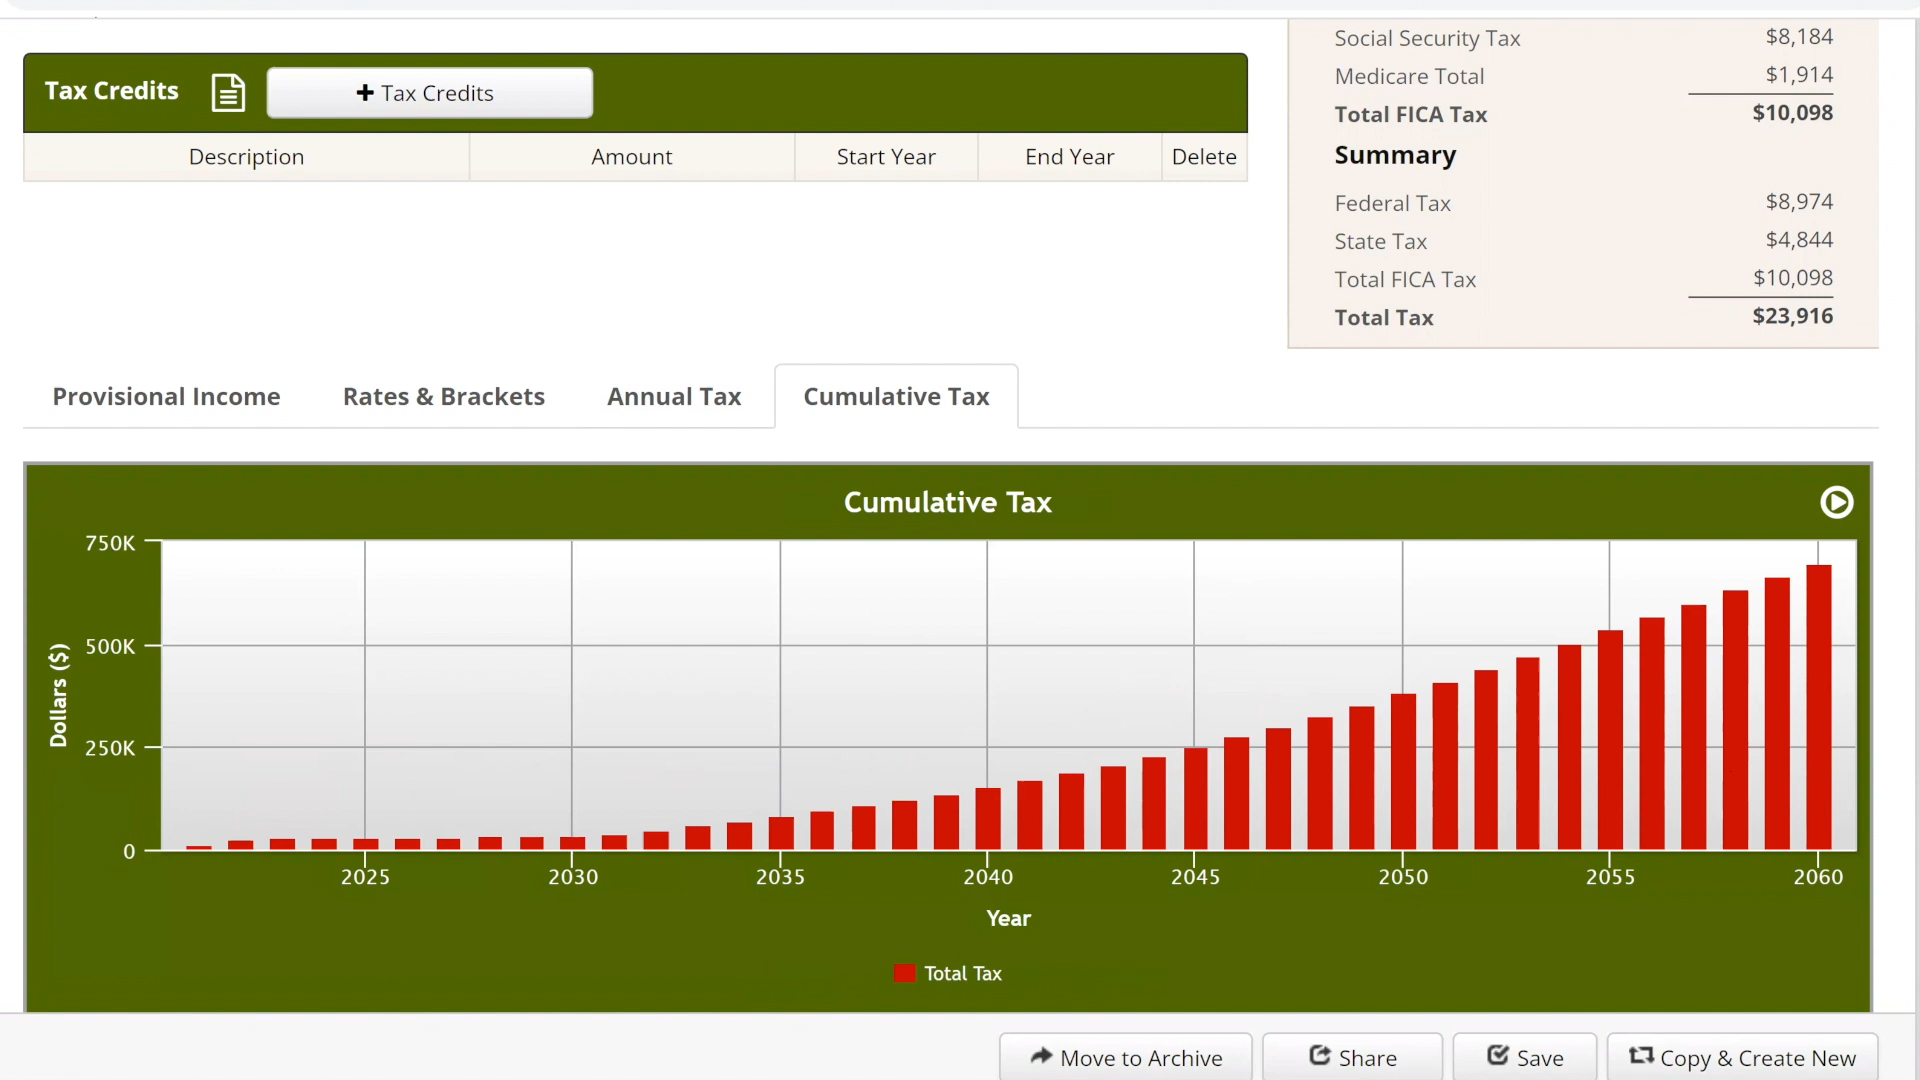 Tax Credits
+ Tax Credits
Description Amount Start Year End Year Delete
Social Security Tax $8,184
Medicare Total $1,914
Total FICA Tax $10,098
Summary
Federal Tax $8,974
State Tax $4,844
Total FICA Tax $10,098
Total Tax $23,916
Provisional Income Rates & Brackets Annual Tax Cumulative Tax
Cumulative Tax
750K
500K
250K
0
Dollars ($)
2025 2030 2035 2040 2045 2050 2055 2060
Year
Total Tax
Move to Archive Share Save Copy & Create New